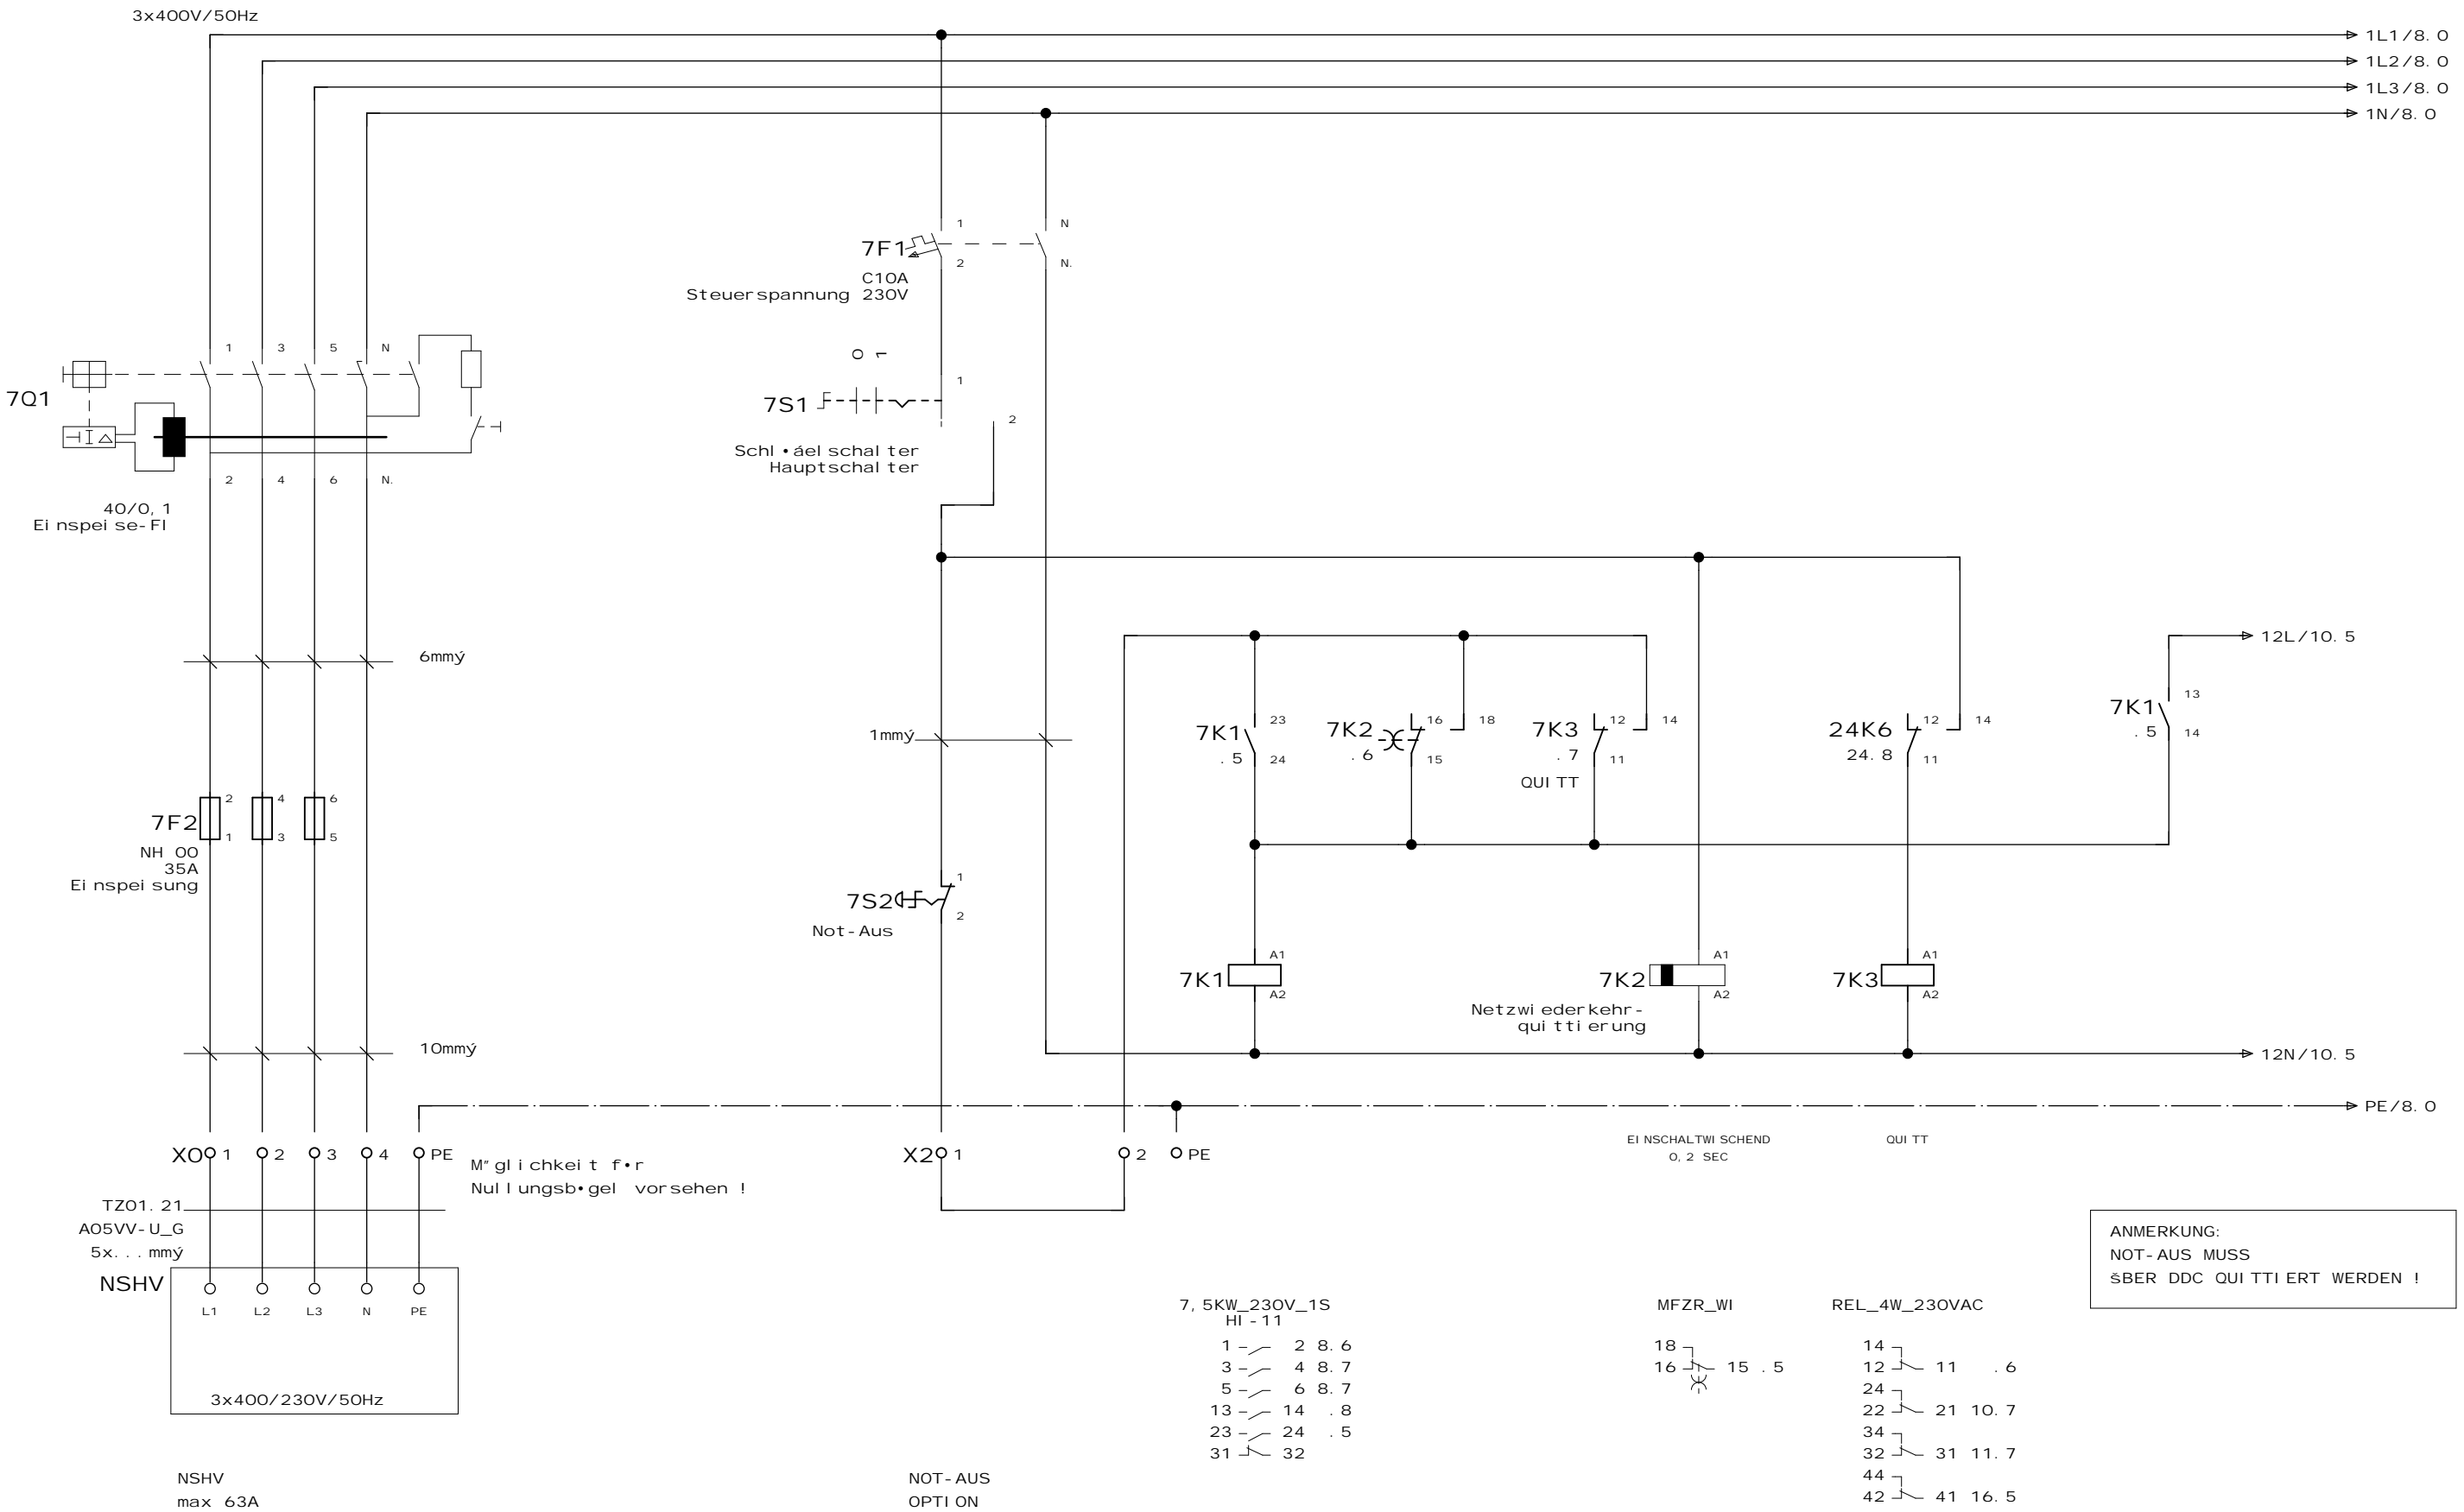 3x400V/50Hz
1L1/8.0
1L2/8.0
1L3/8.0
1N/8.0
1 N
7F1
2 N.
C10A
Steuerspannung 230V
1 3 5 N
7Q1
2 4 6 N.
40/0,1
Einspeise-FI
0 1
1
7S1
2
Schl•áelschalter
Hauptschalter
6mmý
12L/10.5
1mmý
7K1 23
.5 24
7K2 16 18
.6 15
7K3 12 14
.7 11
QUITT
24K6 12 14
24.8 11
7K1 13
.5 14
2 4 6
7F2
1 3 5
NH 00
35A
Einspeisung
7S2 1
2
Not-Aus
7K1 A1
A2
7K2 A1
A2
Netzwiederkehr-
quittierung
7K3 A1
A2
10mmý
12N/10.5
PE/8.0
X0 1 2 3 4 PE
M”glichkeit f•r
Nullungsb•gel vorsehen !
X2 1 2 PE
EINSCHALTWISCHEND
0,2 SEC
QUITT
TZ01.21
A05VV-U_G
5x...mmý
NSHV
L1 L2 L3 N PE
3x400/230V/50Hz
ANMERKUNG:
NOT-AUS MUSS
šBER DDC QUITTIERT WERDEN !
7,5KW_230V_1S
HI-11
1 2 8.6
3 4 8.7
5 6 8.7
13 14 .8
23 24 .5
31 32
MFZR_WI
18
16 15 .5
REL_4W_230VAC
14
12 11 .6
24
22 21 10.7
34
32 31 11.7
44
42 41 16.5
NSHV
max 63A
NOT-AUS
OPTION